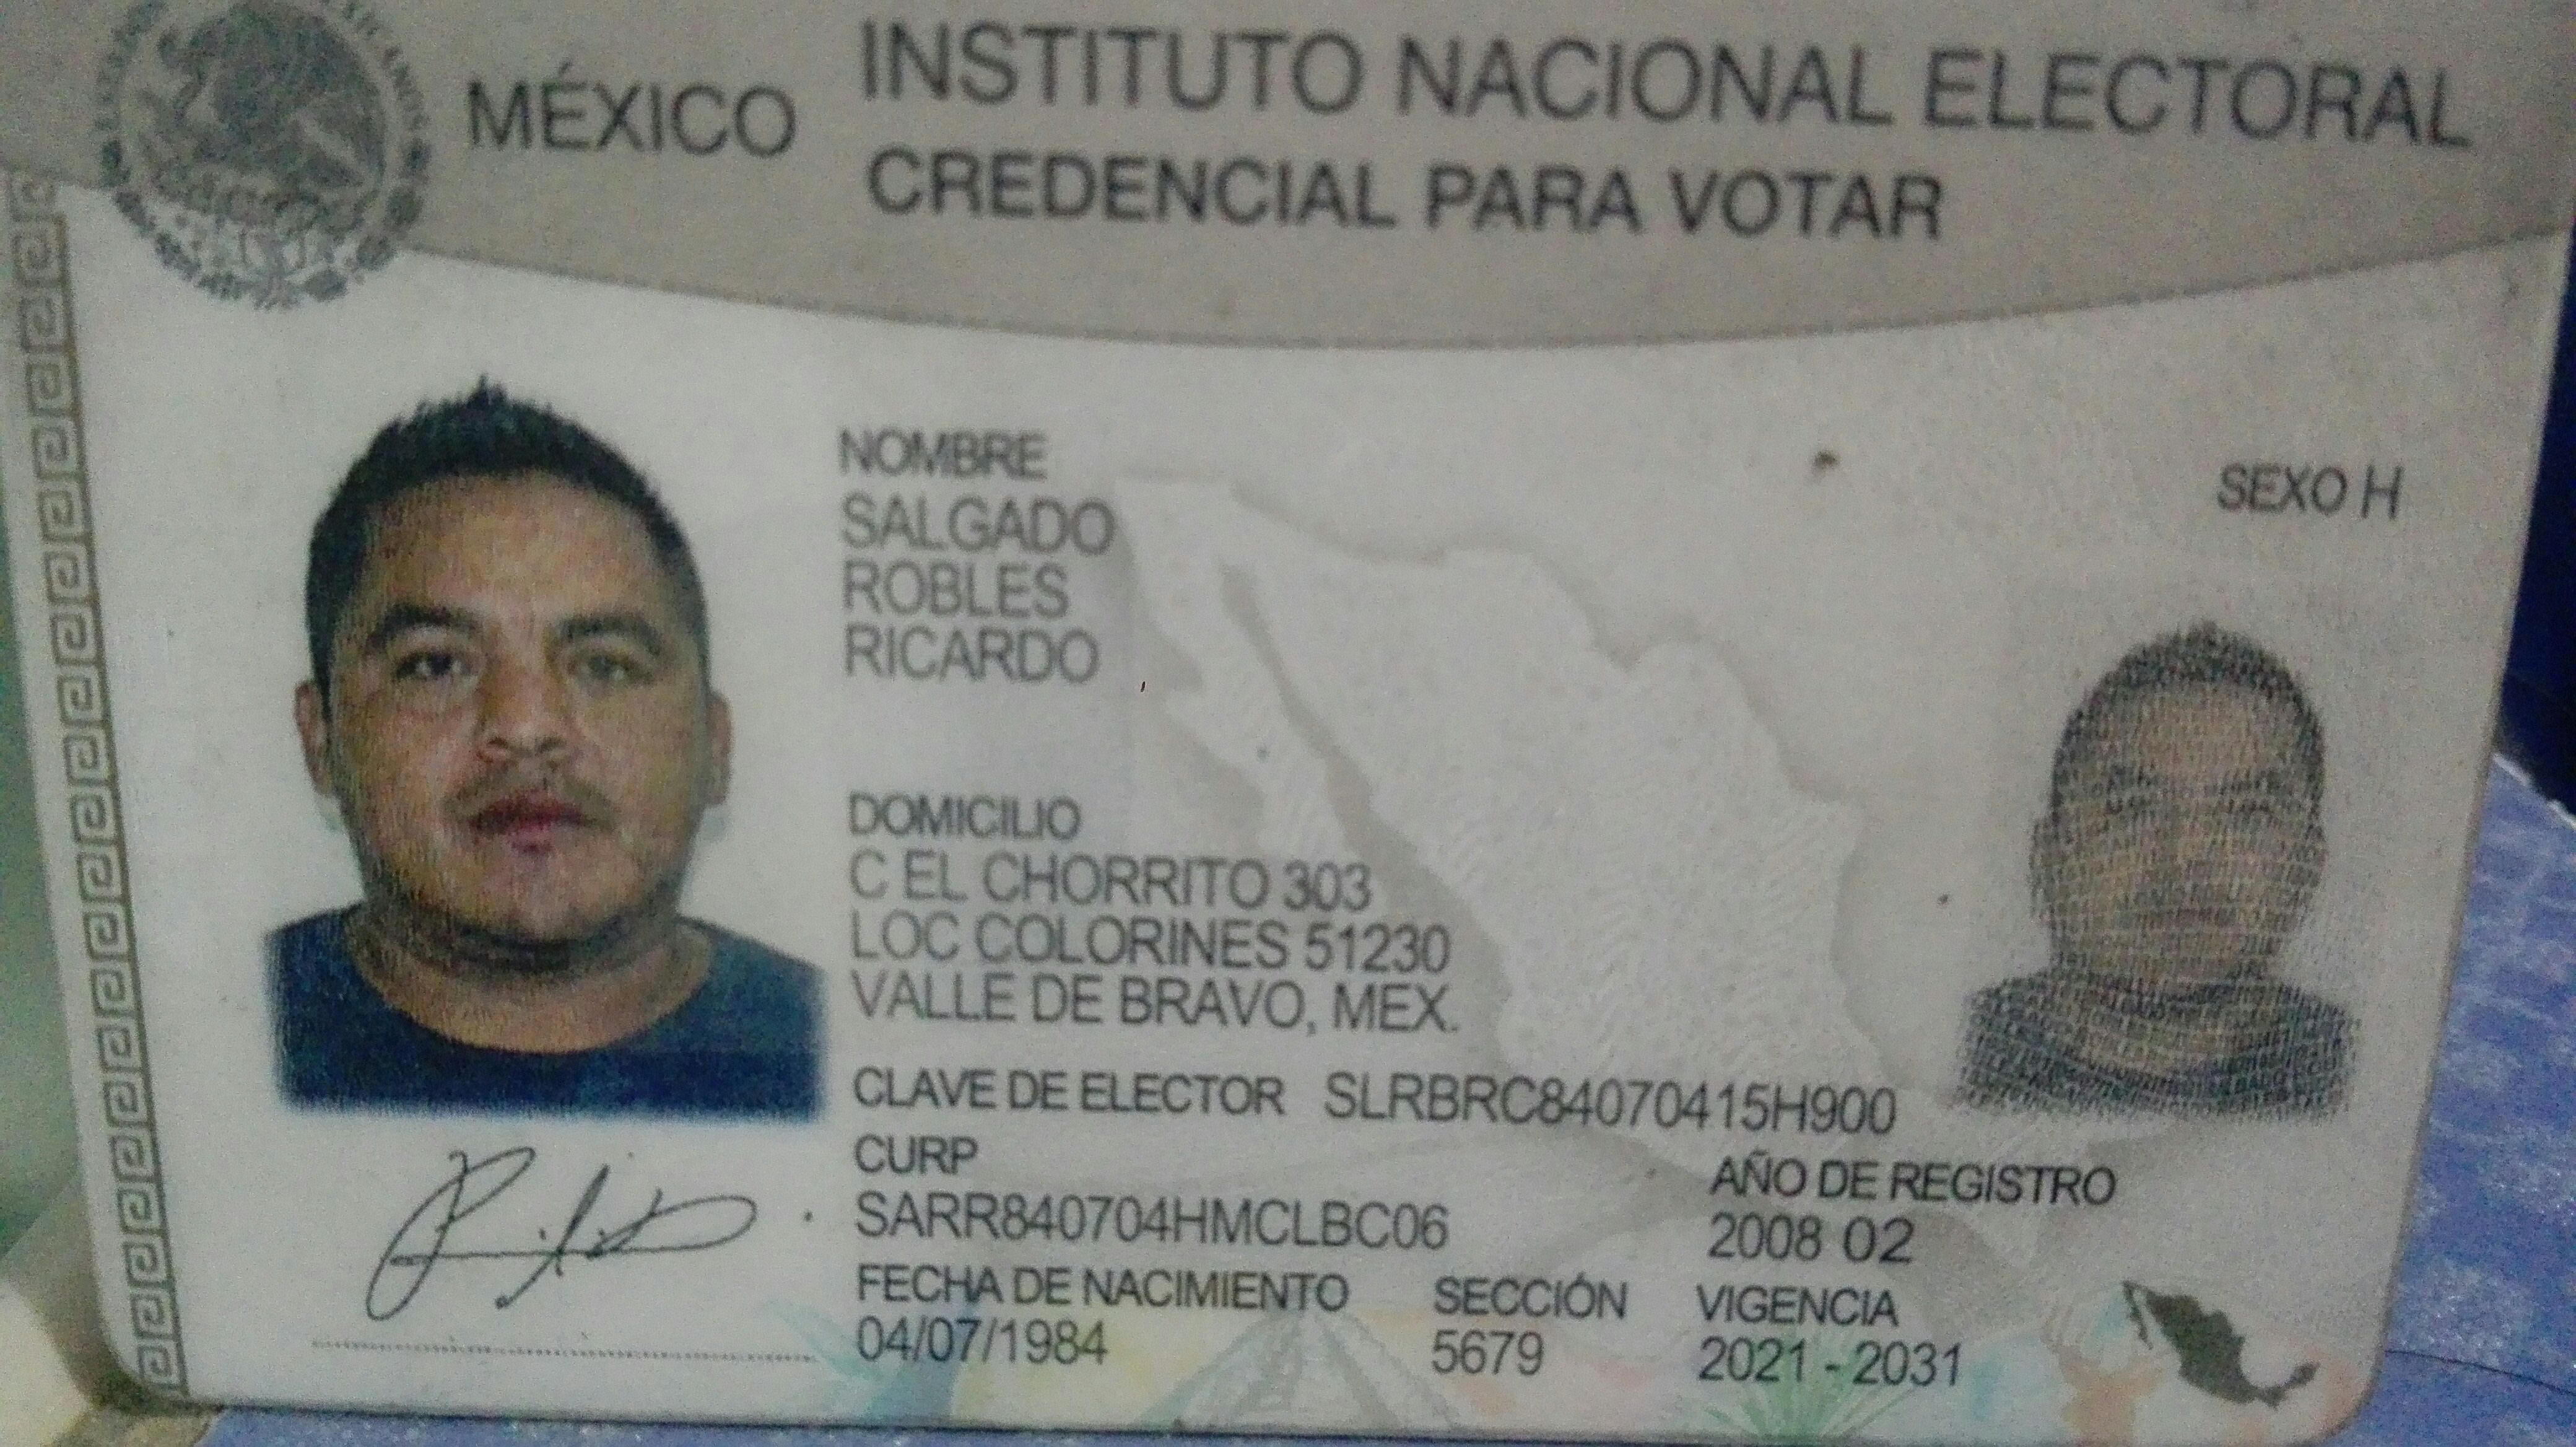 MÉXICO
INSTITUTO NACIONAL ELECTORAL
CREDENCIAL PARA VOTAR
NOMBRE
SALGADO
ROBLES
RICARDO
SEXO H
DOMICILIO
C EL CHORRITO 303
LOC COLORINES 51230
VALLE DE BRAVO, MEX.
CLAVE DE ELECTOR SLRBRC84070415H900
CURP
SARR840704HMCLBC06
AÑO DE REGISTRO
2008 02
FECHA DE NACIMIENTO
04/07/1984
SECCIÓN
5679
VIGENCIA
2021 - 2031